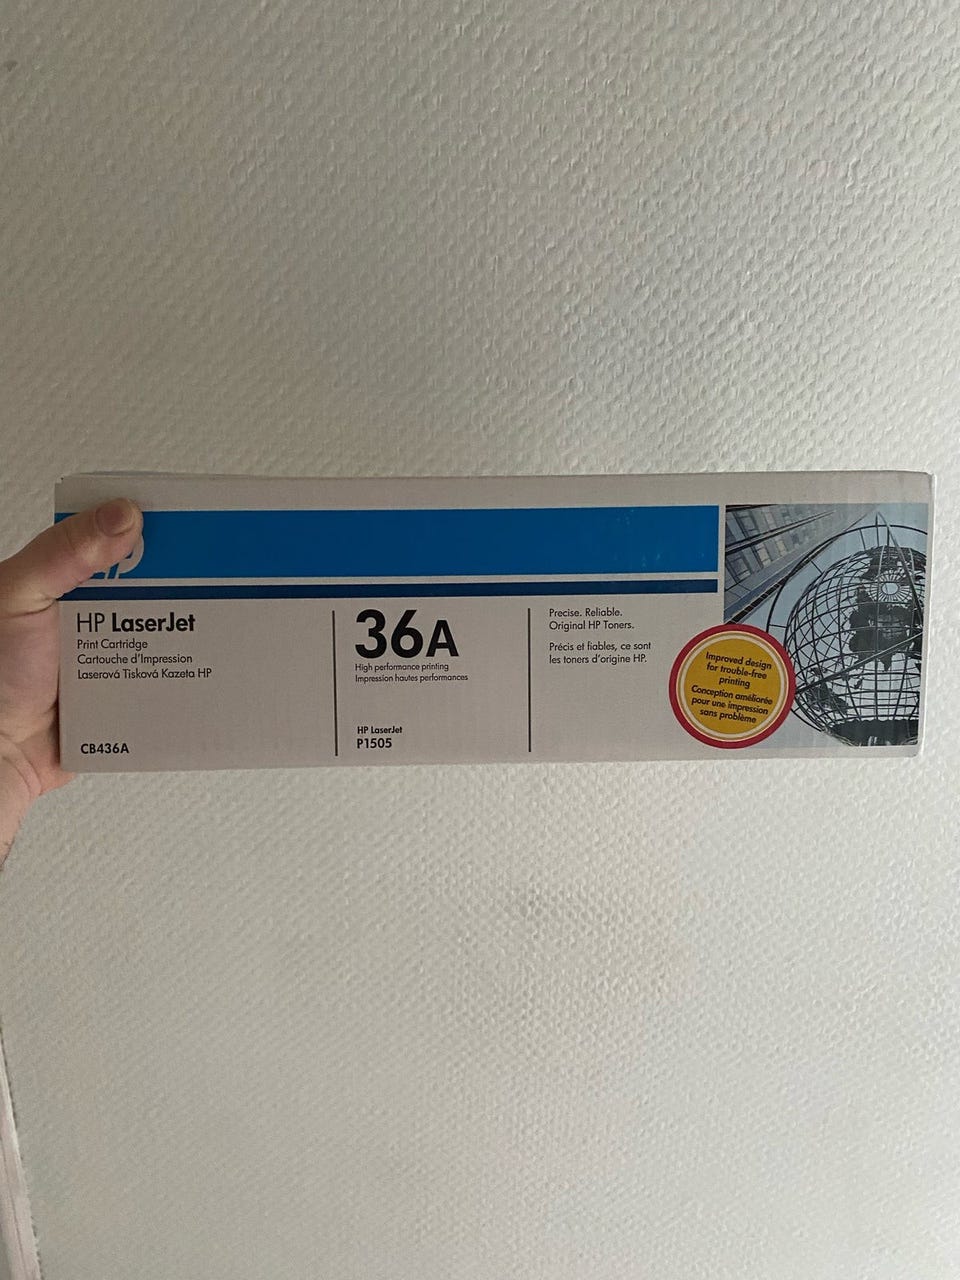 HP LaserJet
Print Cartridge
Cartouche d'Impression
Laserová Tisková Kazeta HP
CB436A
36A
High performance printing
Impression hautes performances
HP LaserJet
P1505
Precise. Reliable.
Original HP Toners.
Précis et fiables, ce sont
les toners d'origine HP.
Improved design
for trouble-free
printing
Conception améliorée
pour une impression
sans problème